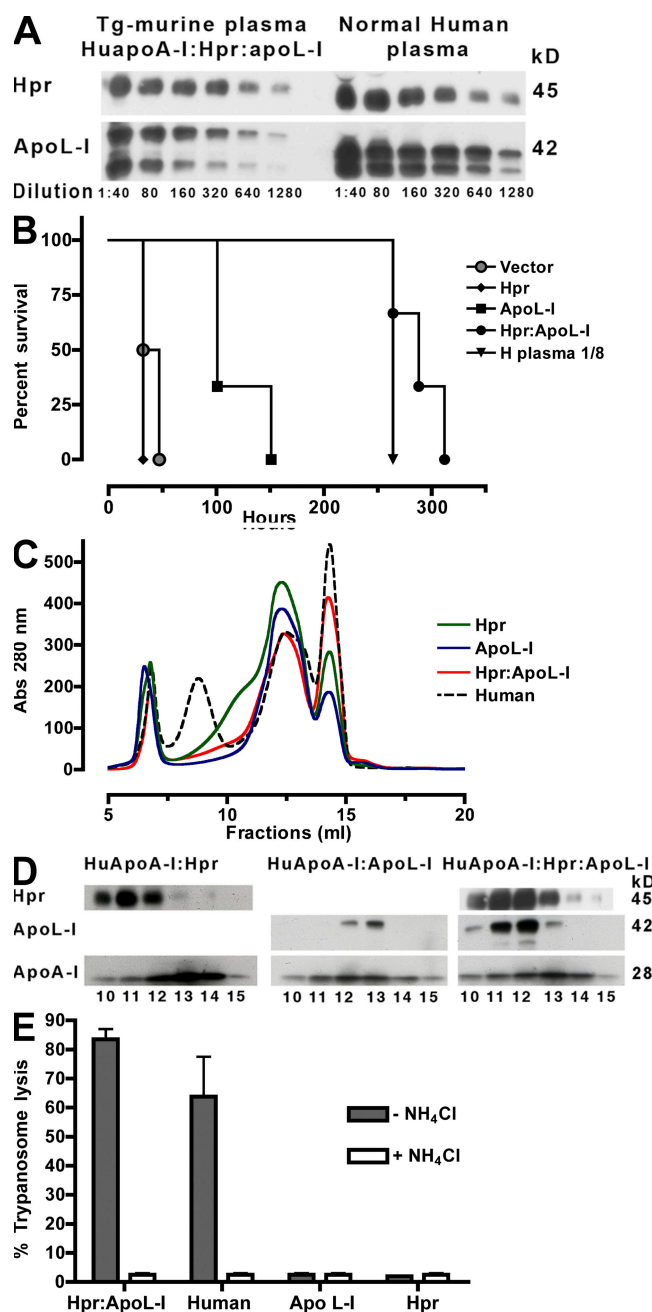 A
Tg-murine plasma
HuapoA-I:Hpr:apoL-I
Normal Human
plasma
kD
Hpr
45
ApoL-I
42
Dilution 1:40 80 160 320 640 1280 1:40 80 160 320 640 1280
B
Percent survival
100
75
50
25
0
0 100 200 300
Hours
Vector
Hpr
ApoL-I
Hpr:ApoL-I
H plasma 1/8
C
Abs 280 nm
500
400
300
200
100
0
5 10 15 20
Fractions (ml)
Hpr
ApoL-I
Hpr:ApoL-I
Human
D
HuApoA-I:Hpr HuApoA-I:ApoL-I HuApoA-I:Hpr:ApoL-I
kD
Hpr 45
ApoL-I 42
ApoA-I 28
10 11 12 13 14 15 10 11 12 13 14 15 10 11 12 13 14 15
E
% Trypanosome lysis
90
80
70
60
50
40
30
20
10
0
- NH₄Cl
+ NH₄Cl
Hpr:ApoL-I Human Apo L-I Hpr